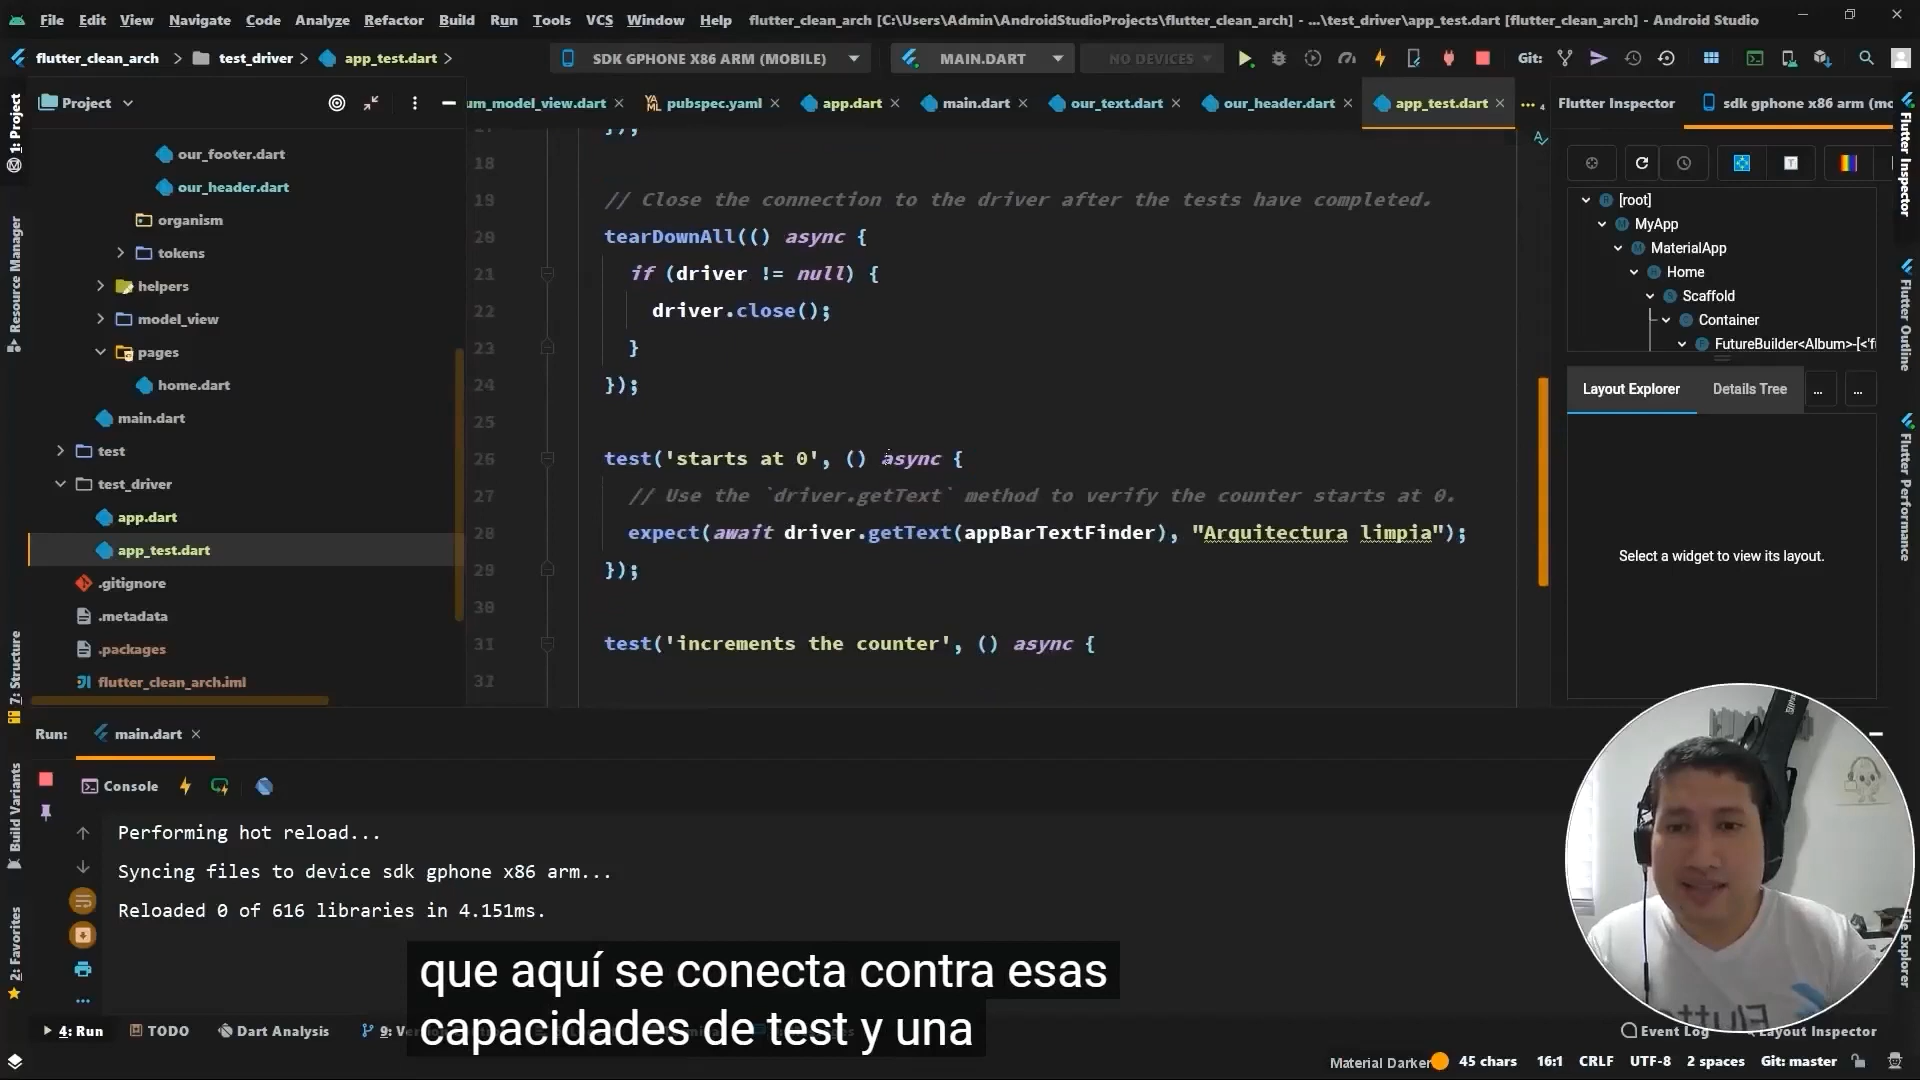 File Edit View Navigate Code Analyze Refactor Build Run Tools VCS Window Help flutter_clean_arch [C:\Users\Admin\AndroidStudioProjects\flutter_clean_arch] - ...\test_driver\app_test.dart [flutter_clean_arch] - Android Studio
flutter_clean_arch test_driver app_test.dart SDK GPHONE X86 ARM (MOBILE) MAIN.DART NO DEVICES Git:
Project um_model_view.dart pubspec.yaml app.dart main.dart our_text.dart our_header.dart app_test.dart Flutter Inspector sdk gphone x86 arm (mo
our_footer.dart
our_header.dart
organism
tokens
helpers
model_view
pages
home.dart
main.dart
test
test_driver
app.dart
app_test.dart
.gitignore
.metadata
.packages
flutter_clean_arch.iml
});
18
19 // Close the connection to the driver after the tests have completed.
20 tearDownAll(() async {
21 if (driver != null) {
22 driver.close();
23 }
24 });
25
26 test('starts at 0', () async {
27 // Use the `driver.getText` method to verify the counter starts at 0.
28 expect(await driver.getText(appBarTextFinder), "Arquitectura limpia");
29 });
30
31 test('increments the counter', () async {
[root]
MyApp
MaterialApp
Home
Scaffold
Container
FutureBuilder<Album>-[<'f
Layout Explorer Details Tree ... ...
Select a widget to view its layout.
1: Project
Resource Manager
7: Structure
Build Variants
2: Favorites
Flutter Inspector
Flutter Outline
Flutter Performance
Run: main.dart
Console
Performing hot reload...
Syncing files to device sdk gphone x86 arm...
Reloaded 0 of 616 libraries in 4.151ms.
que aquí se conecta contra esas
capacidades de test y una
4: Run TODO Dart Analysis 9: Event Log Layout Inspector
Material Darker 45 chars 16:1 CRLF UTF-8 2 spaces Git: master